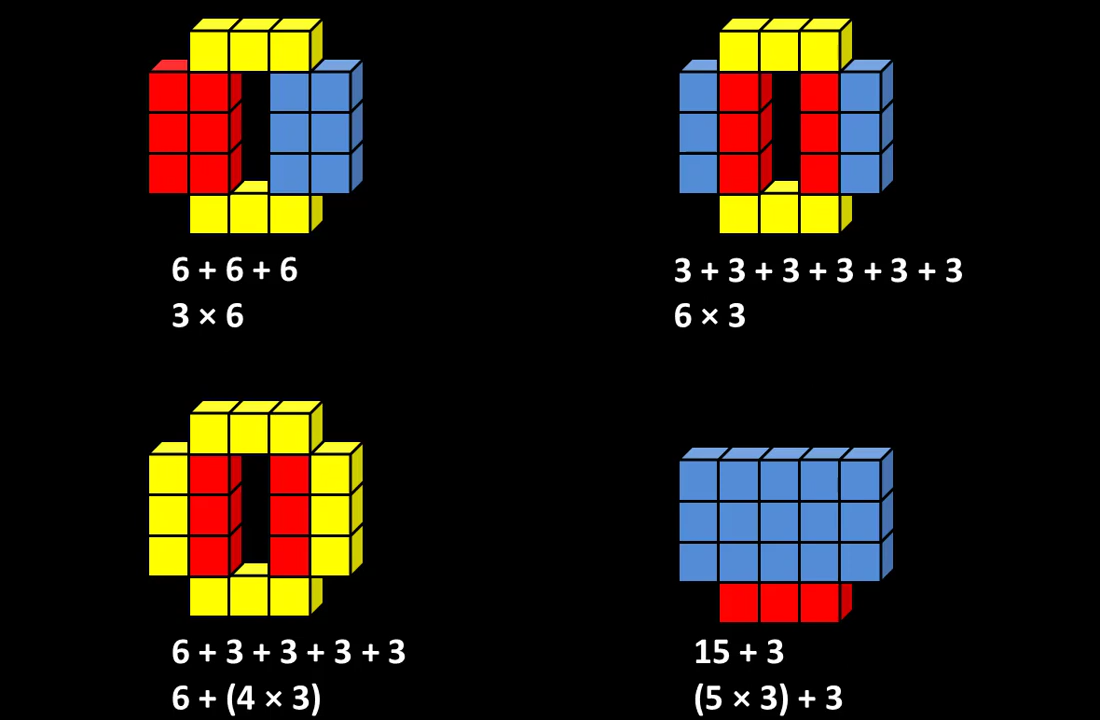 6 + 6 + 6
3 × 6
3 + 3 + 3 + 3 + 3 + 3
6 × 3
6 + 3 + 3 + 3 + 3
6 + (4 × 3)
15 + 3
(5 × 3) + 3